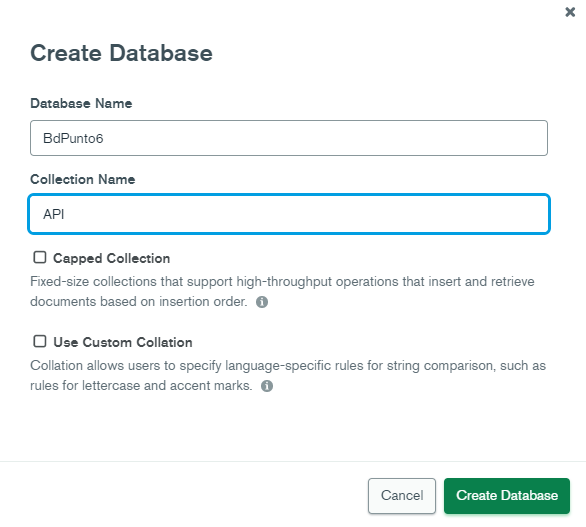 Create Database
Database Name
BdPunto6
Collection Name
API
Capped Collection
Fixed-size collections that support high-throughput operations that insert and retrieve
documents based on insertion order.
Use Custom Collation
Collation allows users to specify language-specific rules for string comparison, such as
rules for lettercase and accent marks.
Cancel
Create Database